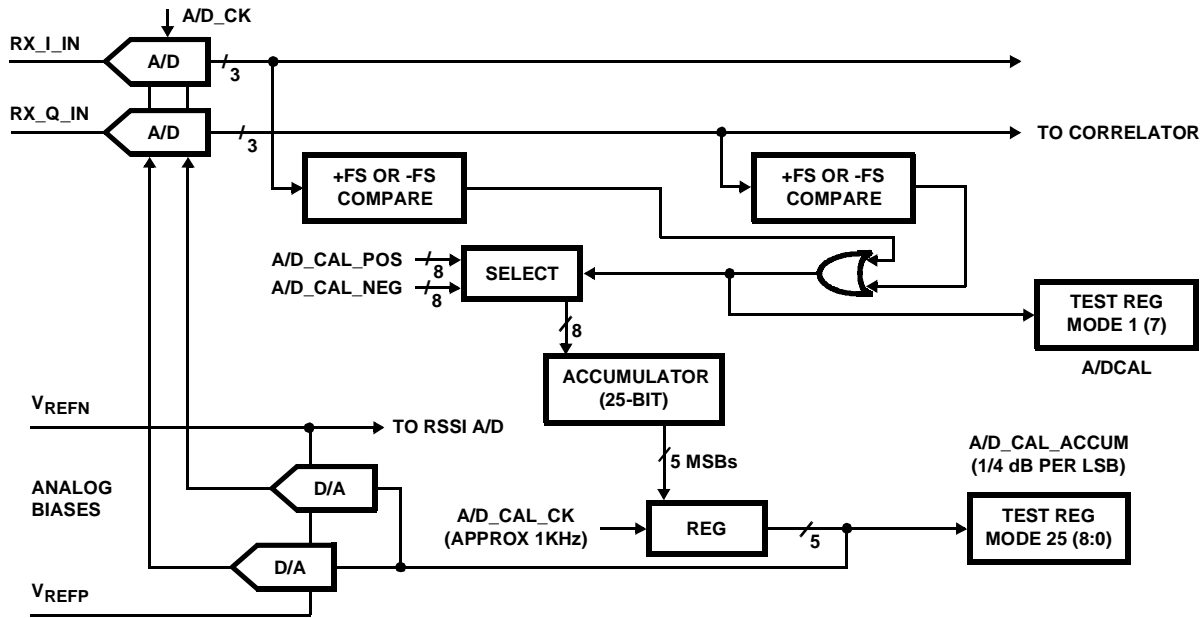 A/D_CK
RX_I_IN
A/D
3
RX_Q_IN
A/D
3
TO CORRELATOR
+FS OR -FS
COMPARE
+FS OR -FS
COMPARE
A/D_CAL_POS
8
A/D_CAL_NEG
8
SELECT
8
TEST REG
MODE 1 (7)
A/DCAL
ACCUMULATOR
(25-BIT)
VREFN
TO RSSI A/D
5 MSBs
A/D_CAL_ACCUM
(1/4 dB PER LSB)
ANALOG
BIASES
D/A
A/D_CAL_CK
(APPROX 1KHz)
REG
5
TEST REG
MODE 25 (8:0)
D/A
VREFP